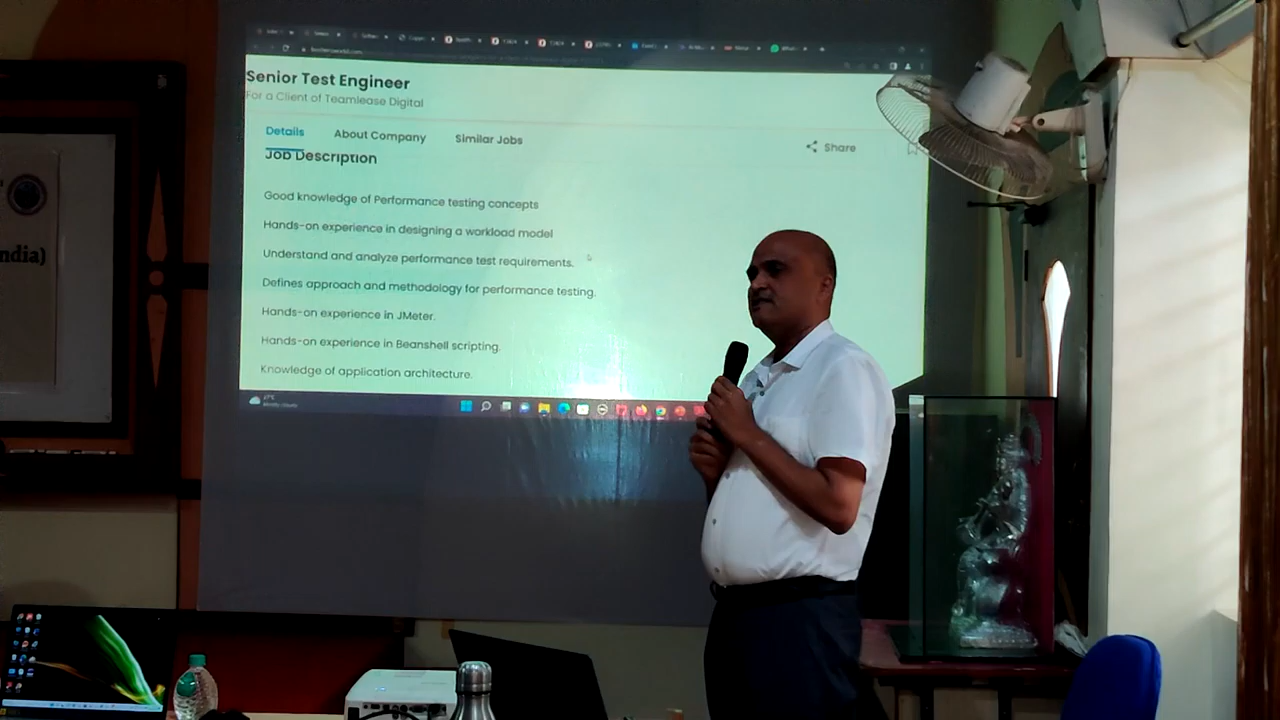 Senior Test Engineer
For a Client of Teamlease Digital
Details
About Company
Similar Jobs
Share
Job Description
Good knowledge of Performance testing concepts
Hands-on experience in designing a workload model
Understand and analyze performance test requirements.
Defines approach and methodology for performance testing.
Hands-on experience in JMeter.
Hands-on experience in Beanshell scripting.
Knowledge of application architecture.
ndia)
27°C